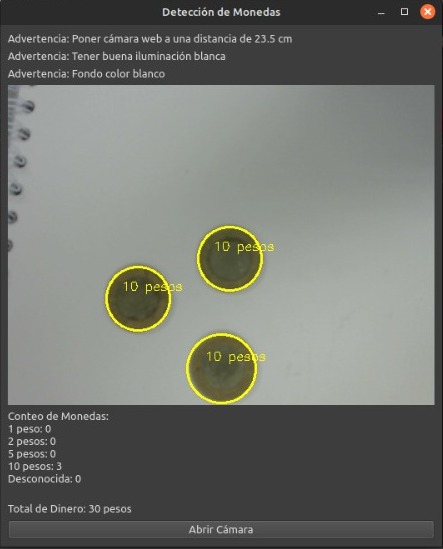 Detección de Monedas
Advertencia: Poner cámara web a una distancia de 23.5 cm
Advertencia: Tener buena iluminación blanca
Advertencia: Fondo color blanco
10 pesos
10 pesos
10 pesos
Conteo de Monedas:
1 peso: 0
2 pesos: 0
5 pesos: 0
10 pesos: 3
Desconocida: 0
Total de Dinero: 30 pesos
Abrir Cámara